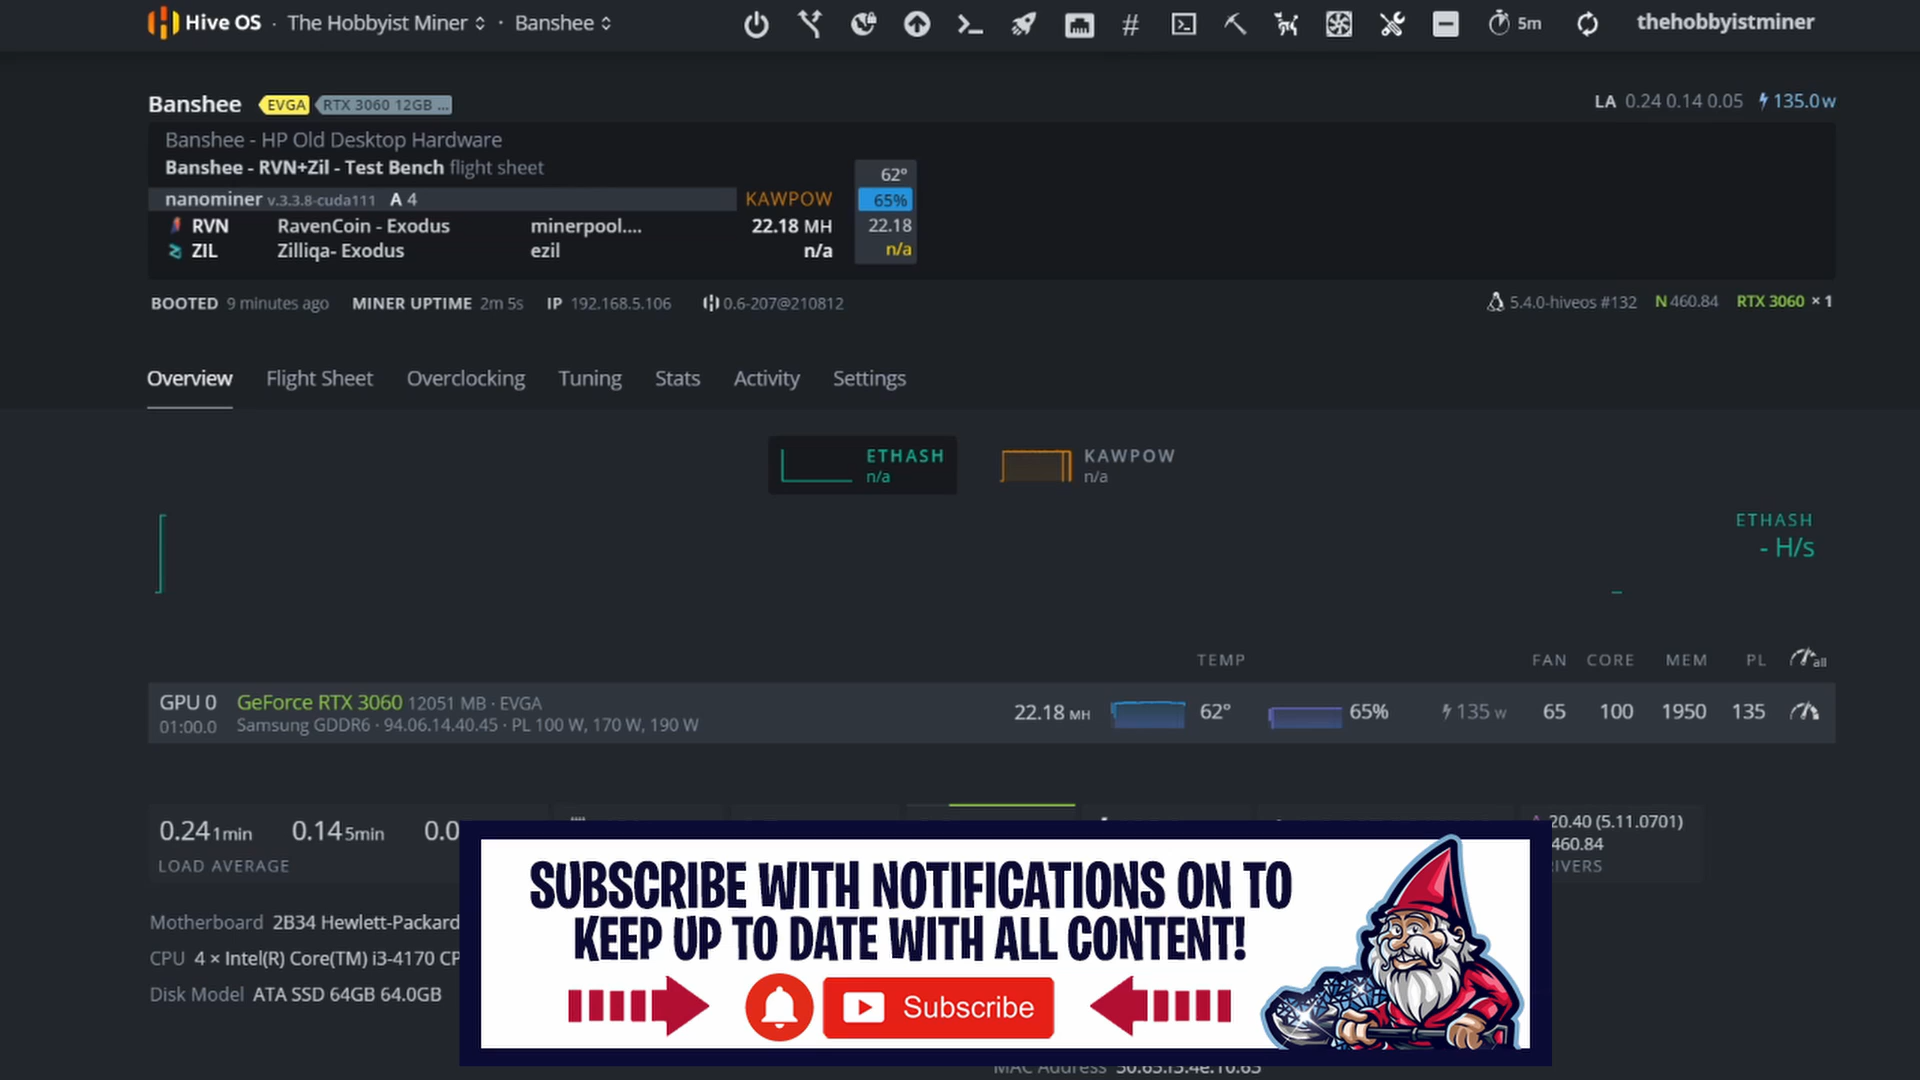 Hive OS · The Hobbyist Miner · Banshee 5m thehobbyistminer
Banshee EVGA RTX 3060 12GB ... LA 0.24 0.14 0.05 135.0 w
Banshee - HP Old Desktop Hardware
Banshee - RVN+Zil - Test Bench flight sheet 62°
nanominer v.3.3.8-cuda111 A 4 KAWPOW 65%
RVN RavenCoin - Exodus minerpool.... 22.18 MH 22.18
ZIL Zilliqa- Exodus ezil n/a n/a
BOOTED 9 minutes ago MINER UPTIME 2m 5s IP 192.168.5.106 0.6-207@210812 5.4.0-hiveos #132 N 460.84 RTX 3060 × 1
Overview Flight Sheet Overclocking Tuning Stats Activity Settings
ETHASH KAWPOW
n/a n/a
ETHASH
- H/s
TEMP FAN CORE MEM PL all
GPU 0 GeForce RTX 3060 12051 MB · EVGA 22.18 MH 62° 65% 135 W 65 100 1950 135
01:00.0 Samsung GDDR6 · 94.06.14.40.45 · PL 100 W, 170 W, 190 W
0.24 1min 0.14 5min 0.0 20.40 (5.11.0701)
460.84
LOAD AVERAGE
Motherboard 2B34 Hewlett-Packard
CPU 4 × Intel(R) Core(TM) i3-4170 CP
Disk Model ATA SSD 64GB 64.0GB
SUBSCRIBE WITH NOTIFICATIONS ON TO
KEEP UP TO DATE WITH ALL CONTENT!
Subscribe
MAC Address